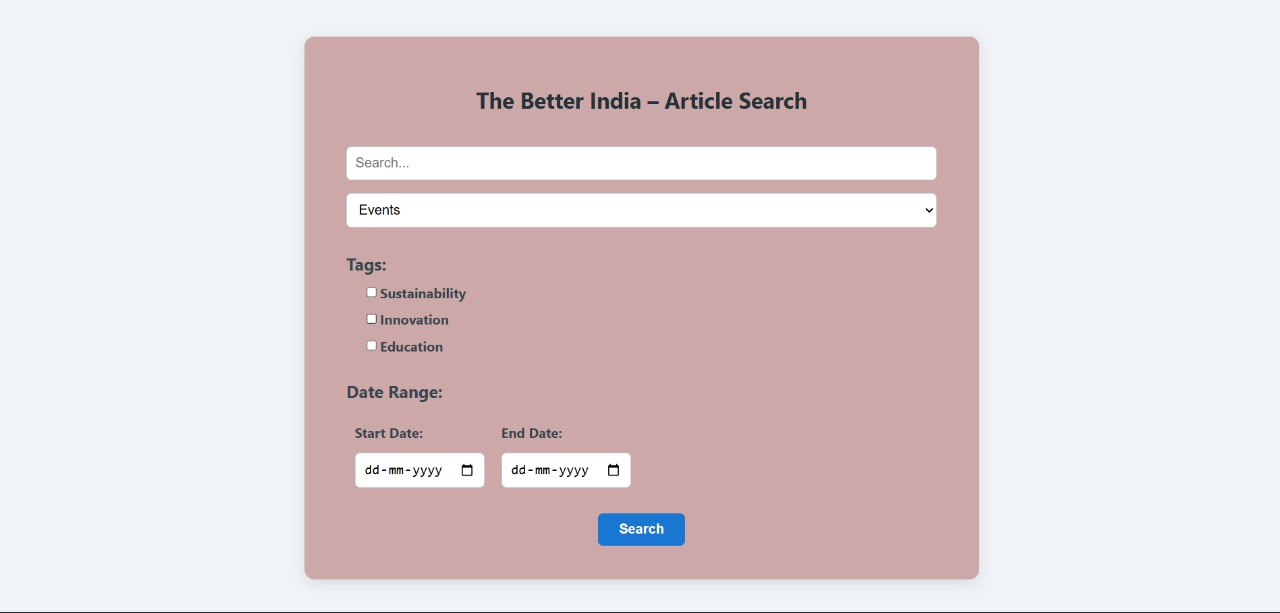 The Better India – Article Search
Search...
Events
Tags:
Sustainability
Innovation
Education
Date Range:
Start Date: End Date:
dd-mm-yyyy dd-mm-yyyy
Search